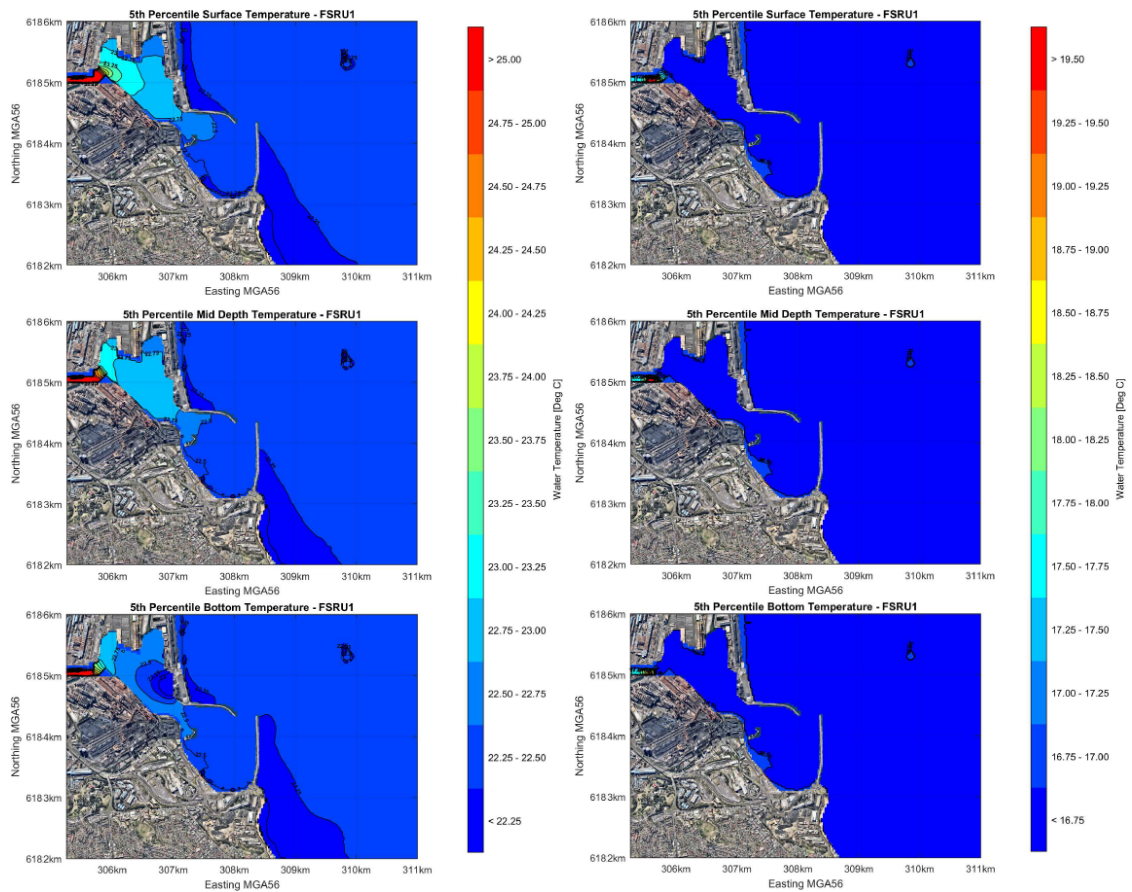 5th Percentile Surface Temperature - FSRU1
6186km
6185km
6184km
6183km
6182km
Northing MGA56
306km
307km
308km
309km
310km
311km
Easting MGA56
5th Percentile Mid Depth Temperature - FSRU1
6186km
6185km
6184km
6183km
6182km
Northing MGA56
306km
307km
308km
309km
310km
311km
Easting MGA56
5th Percentile Bottom Temperature - FSRU1
6186km
6185km
6184km
6183km
6182km
Northing MGA56
306km
307km
308km
309km
310km
311km
Easting MGA56
> 25.00
24.75 - 25.00
24.50 - 24.75
24.25 - 24.50
24.00 - 24.25
23.75 - 24.00
23.50 - 23.75
23.25 - 23.50
23.00 - 23.25
22.75 - 23.00
22.50 - 22.75
22.25 - 22.50
< 22.25
Water Temperature [Deg C]
5th Percentile Surface Temperature - FSRU1
6186km
6185km
6184km
6183km
6182km
Northing MGA56
306km
307km
308km
309km
310km
311km
Easting MGA56
5th Percentile Mid Depth Temperature - FSRU1
6186km
6185km
6184km
6183km
6182km
Northing MGA56
306km
307km
308km
309km
310km
311km
Easting MGA56
5th Percentile Bottom Temperature - FSRU1
6186km
6185km
6184km
6183km
6182km
Northing MGA56
306km
307km
308km
309km
310km
311km
Easting MGA56
> 19.50
19.25 - 19.50
19.00 - 19.25
18.75 - 19.00
18.50 - 18.75
18.25 - 18.50
18.00 - 18.25
17.75 - 18.00
17.50 - 17.75
17.25 - 17.50
17.00 - 17.25
16.75 - 17.00
< 16.75
Water Temperature [Deg C]